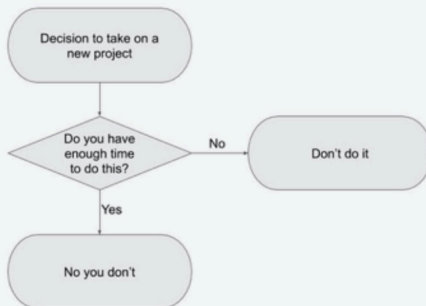 Decision to take on a
new project
Do you have
enough time
to do this?
No
Don't do it
Yes
No you don't